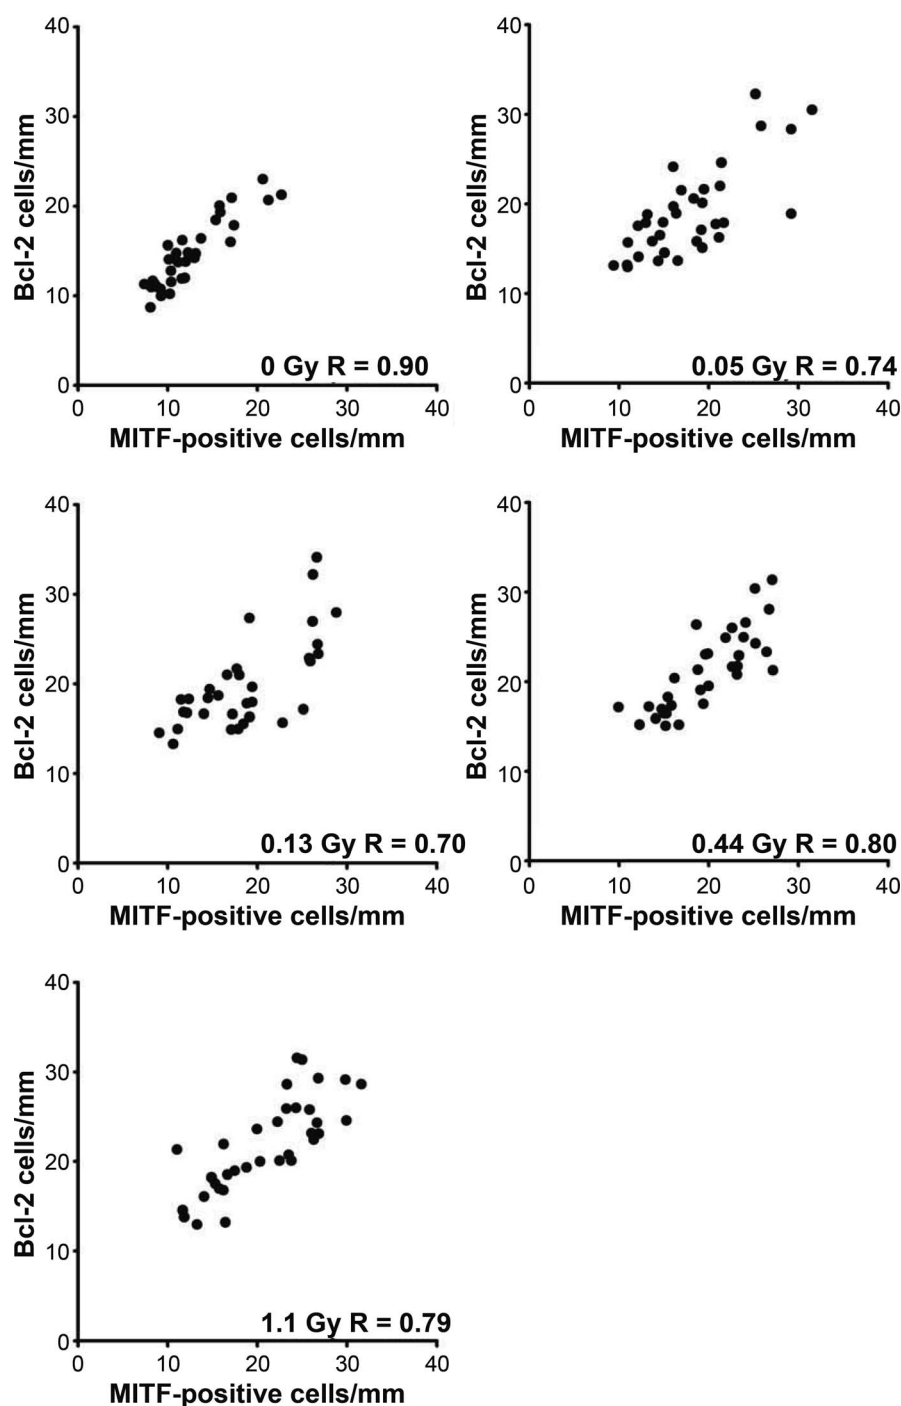 40
30
20
10
0
Bcl-2 cells/mm
0 Gy R = 0.90
0 10 20 30 40
MITF-positive cells/mm
40
30
20
10
0
Bcl-2 cells/mm
0.05 Gy R = 0.74
0 10 20 30 40
MITF-positive cells/mm
40
30
20
10
0
Bcl-2 cells/mm
0.13 Gy R = 0.70
0 10 20 30 40
MITF-positive cells/mm
40
30
20
10
0
Bcl-2 cells/mm
0.44 Gy R = 0.80
0 10 20 30 40
MITF-positive cells/mm
40
30
20
10
0
Bcl-2 cells/mm
1.1 Gy R = 0.79
0 10 20 30 40
MITF-positive cells/mm